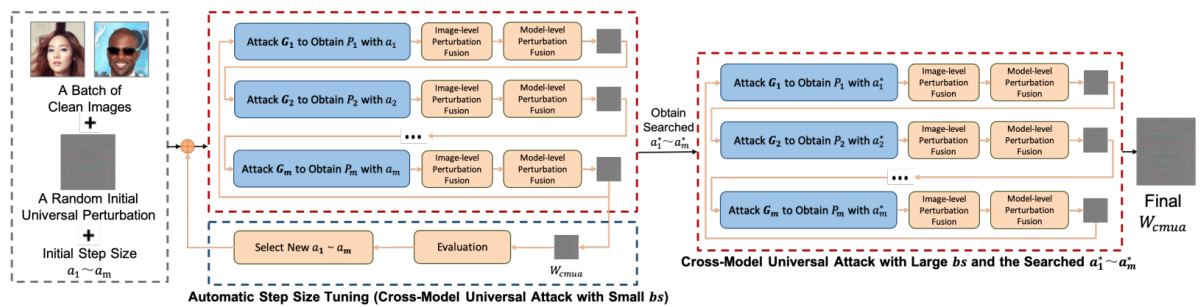 A Batch of
Clean Images
+
A Random Initial
Universal Perturbation
+
Initial Step Size
a₁~aₘ
Attack G₁ to Obtain P₁ with a₁
Image-level
Perturbation
Fusion
Model-level
Perturbation
Fusion
Attack G₂ to Obtain P₂ with a₂
Image-level
Perturbation
Fusion
Model-level
Perturbation
Fusion
...
Attack Gₘ to Obtain Pₘ with aₘ
Image-level
Perturbation
Fusion
Model-level
Perturbation
Fusion
Select New a₁ ~ aₘ
Evaluation
W_cmua
Automatic Step Size Tuning (Cross-Model Universal Attack with Small bs)
Obtain
Searched
a₁*~aₘ*
Attack G₁ to Obtain P₁ with a₁*
Image-level
Perturbation
Fusion
Model-level
Perturbation
Fusion
Attack G₂ to Obtain P₂ with a₂*
Image-level
Perturbation
Fusion
Model-level
Perturbation
Fusion
...
Attack Gₘ to Obtain Pₘ with aₘ*
Image-level
Perturbation
Fusion
Model-level
Perturbation
Fusion
Cross-Model Universal Attack with Large bs and the Searched a₁*~aₘ*
Final
W_cmua